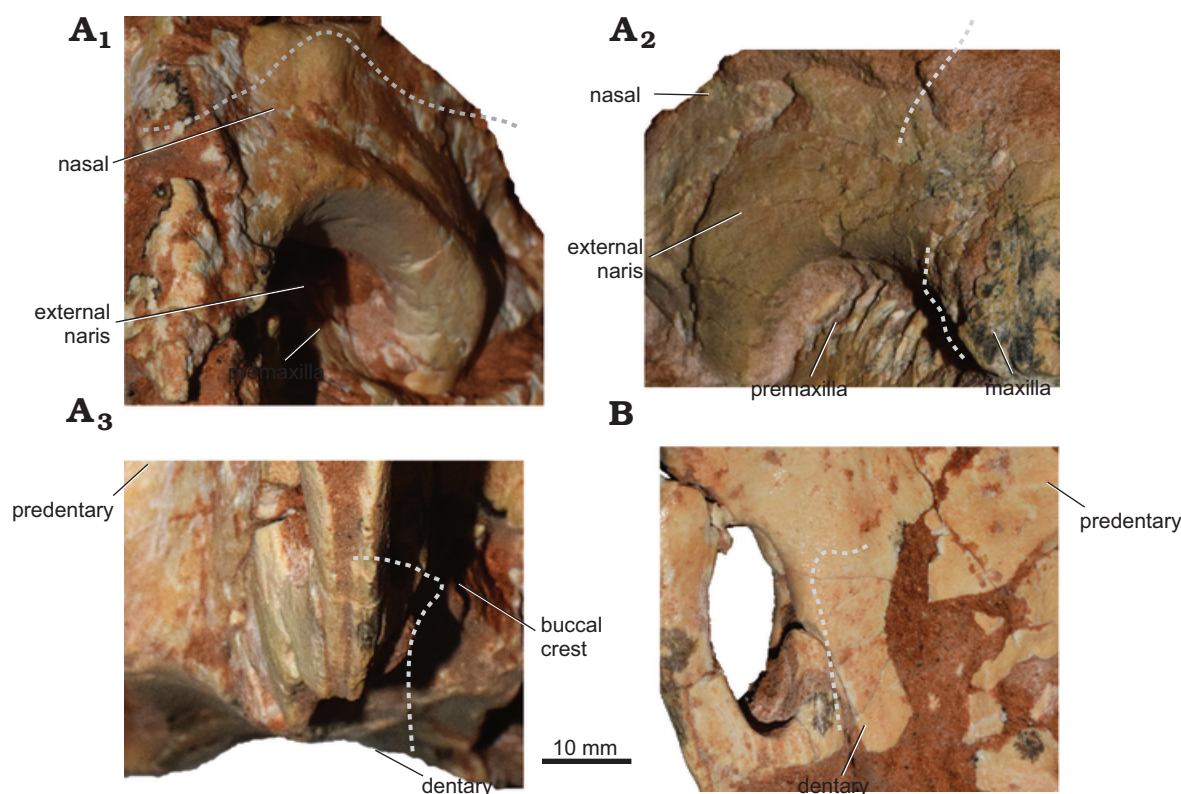 A1
A2
nasal
nasal
external
naris
external
naris
premaxilla
premaxilla
maxilla
A3
B
predentary
predentary
buccal
crest
10 mm
dentary
dentary